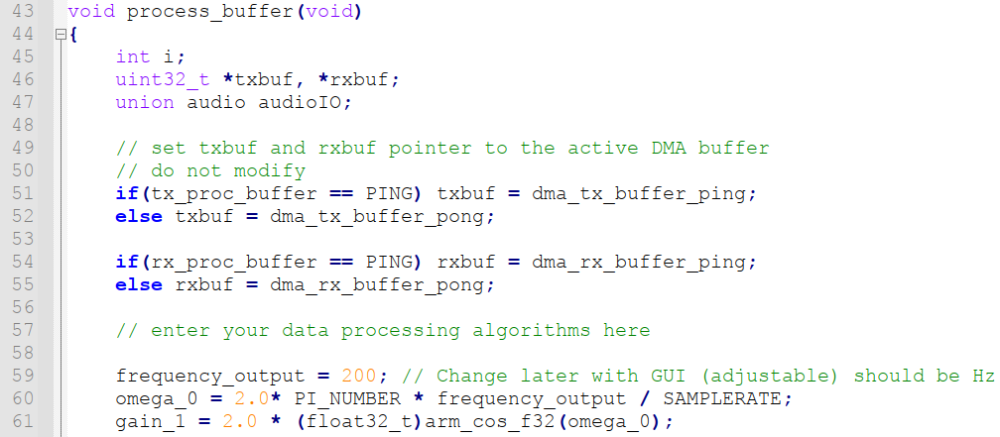 43 void process_buffer(void)
44 {
45 int i;
46 uint32_t *txbuf, *rxbuf;
47 union audio audioIO;
48
49 // set txbuf and rxbuf pointer to the active DMA buffer
50 // do not modify
51 if(tx_proc_buffer == PING) txbuf = dma_tx_buffer_ping;
52 else txbuf = dma_tx_buffer_pong;
53
54 if(rx_proc_buffer == PING) rxbuf = dma_rx_buffer_ping;
55 else rxbuf = dma_rx_buffer_pong;
56
57 // enter your data processing algorithms here
58
59 frequency_output = 200; // Change later with GUI (adjustable) should be Hz
60 omega_0 = 2.0* PI_NUMBER * frequency_output / SAMPLERATE;
61 gain_1 = 2.0 * (float32_t)arm_cos_f32(omega_0);